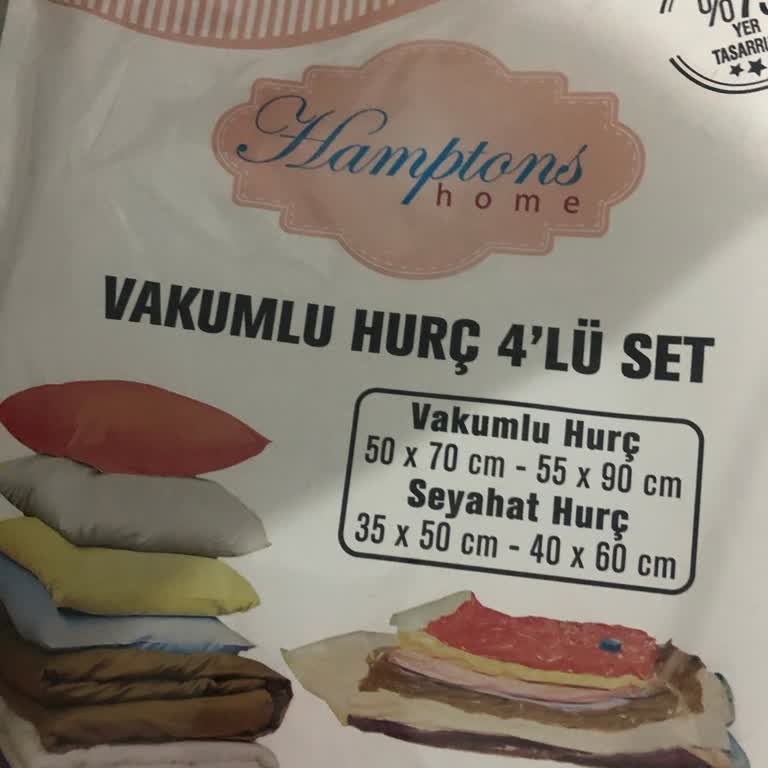 YER
Hamptons
home
VAKUMLU HURÇ 4'LÜ SET
Vakumlu Hurç
50 x 70 cm - 55 x 90 cm
Seyahat Hurç
35 x 50 cm - 40 x 60 cm